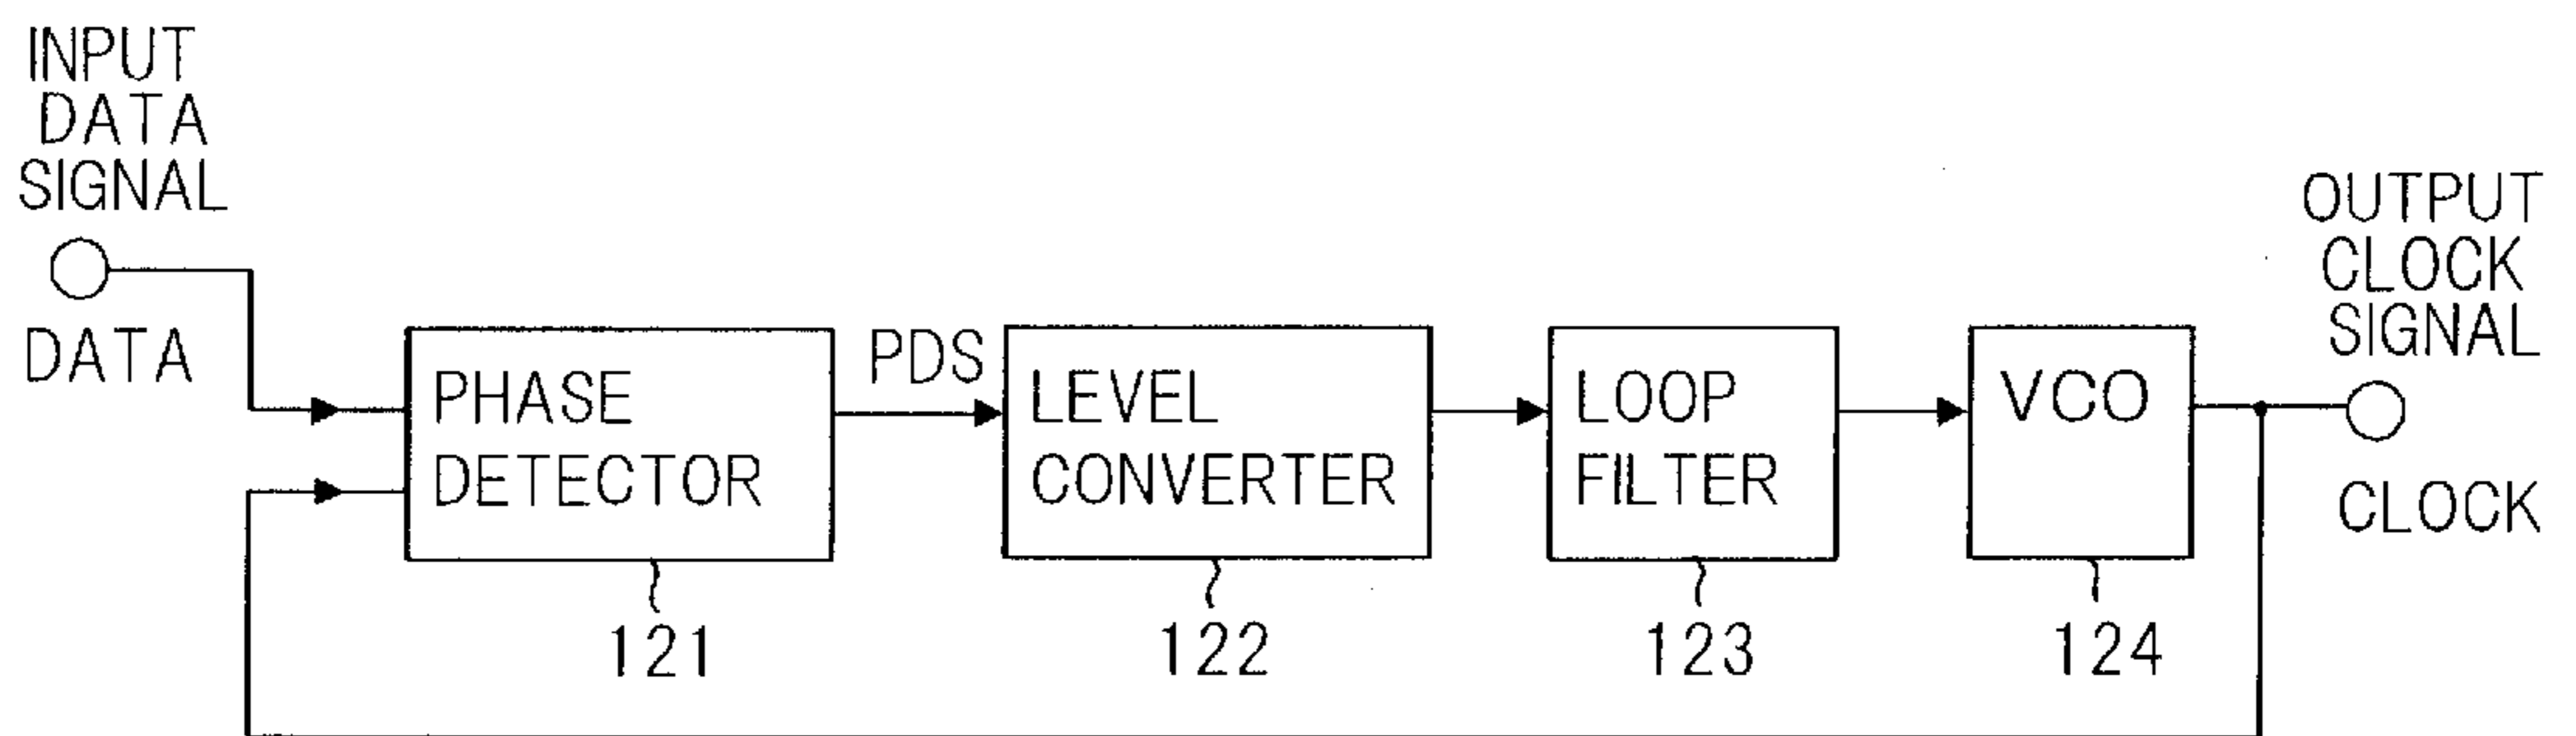 INPUT
DATA
SIGNAL
DATA
PHASE
DETECTOR
121
PDS
LEVEL
CONVERTER
122
LOOP
FILTER
123
VCO
124
OUTPUT
CLOCK
SIGNAL
CLOCK